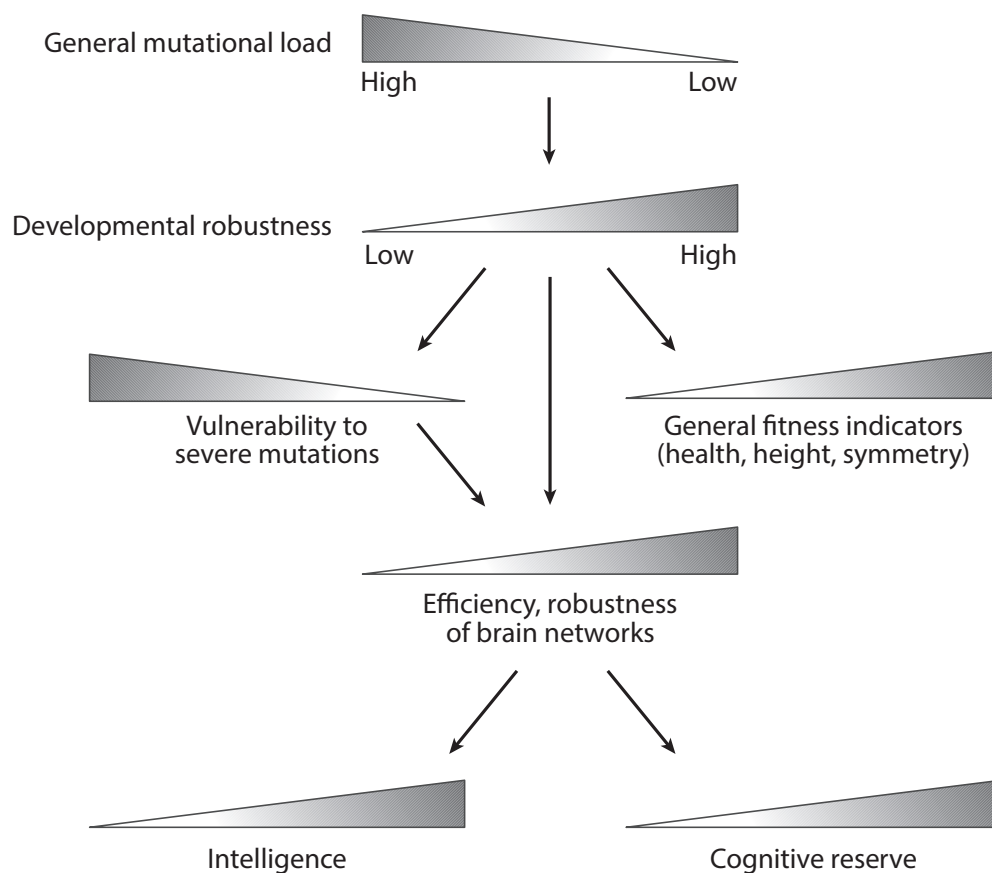 General mutational load
High Low
Developmental robustness
Low High
Vulnerability to
severe mutations
General fitness indicators
(health, height, symmetry)
Efficiency, robustness
of brain networks
Intelligence
Cognitive reserve